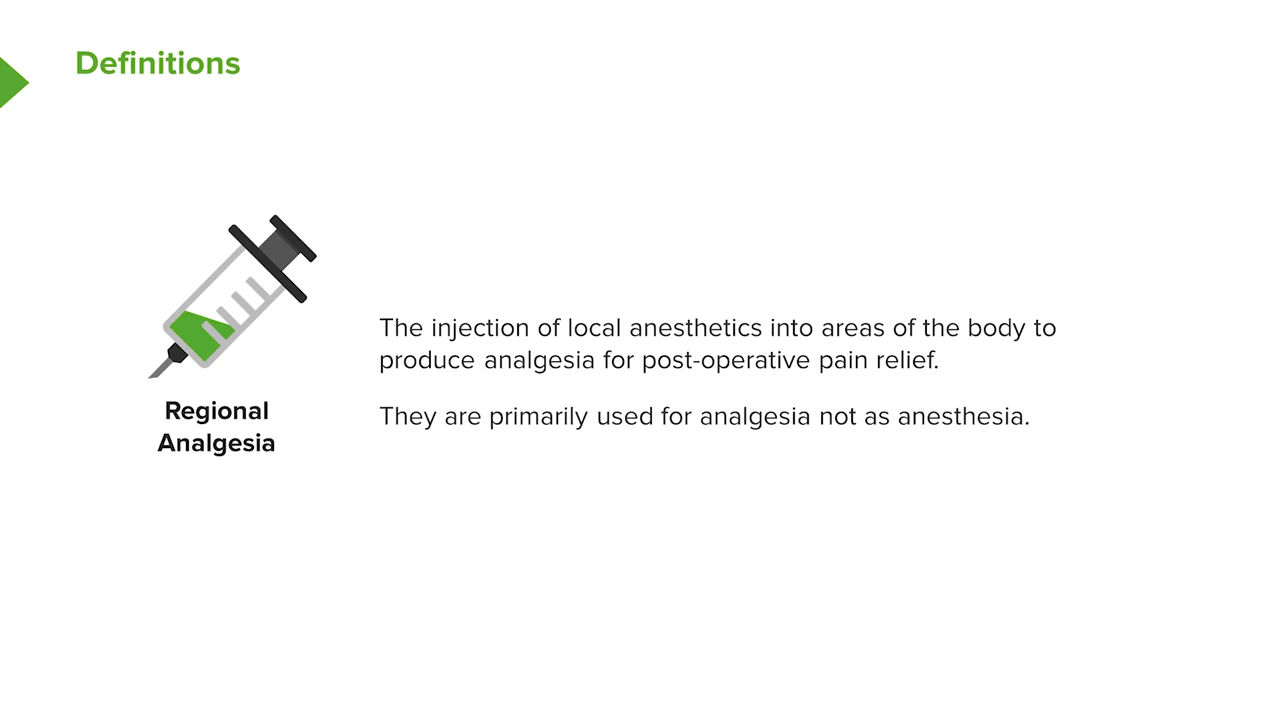 Definitions
Regional
Analgesia
The injection of local anesthetics into areas of the body to
produce analgesia for post-operative pain relief.
They are primarily used for analgesia not as anesthesia.